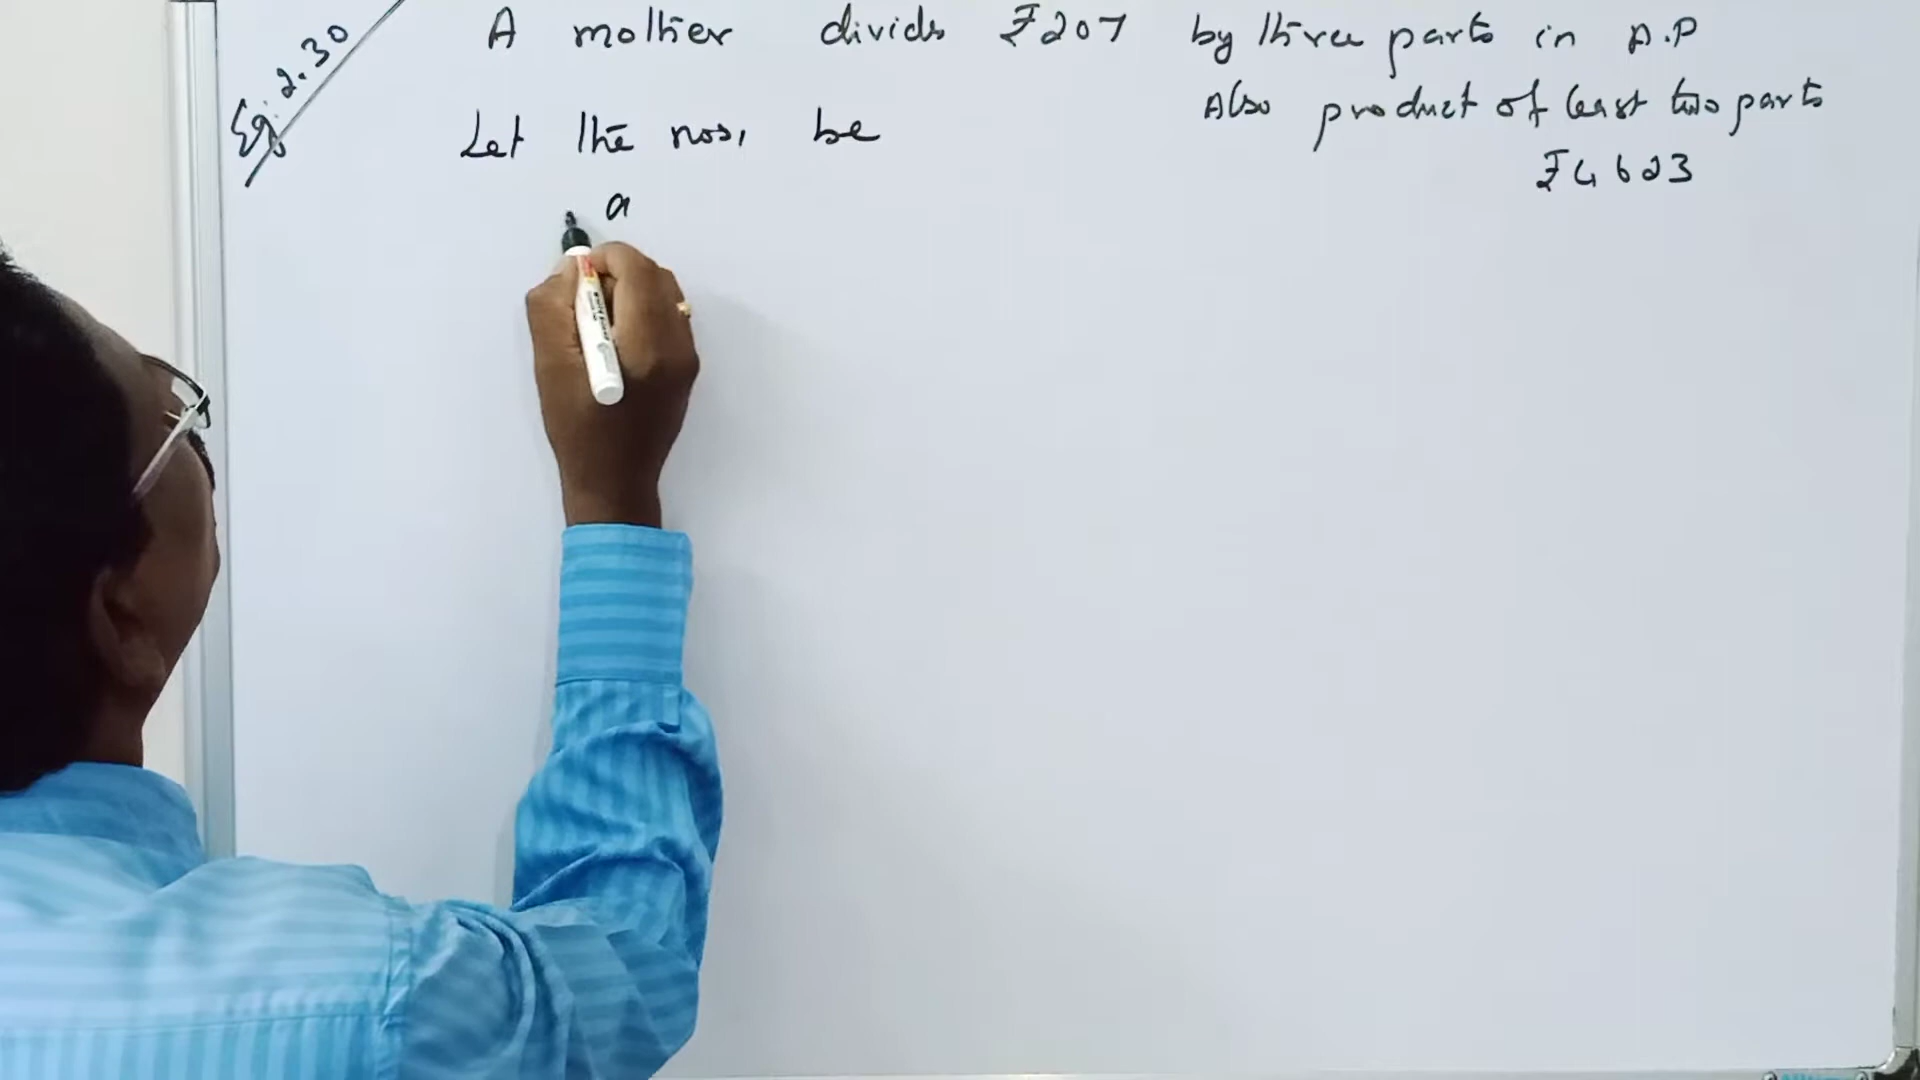 Eg: 2.30
A mother divides ₹207 by three parts in A.P
Also product of least two parts
₹4623
Let the nos, be
a